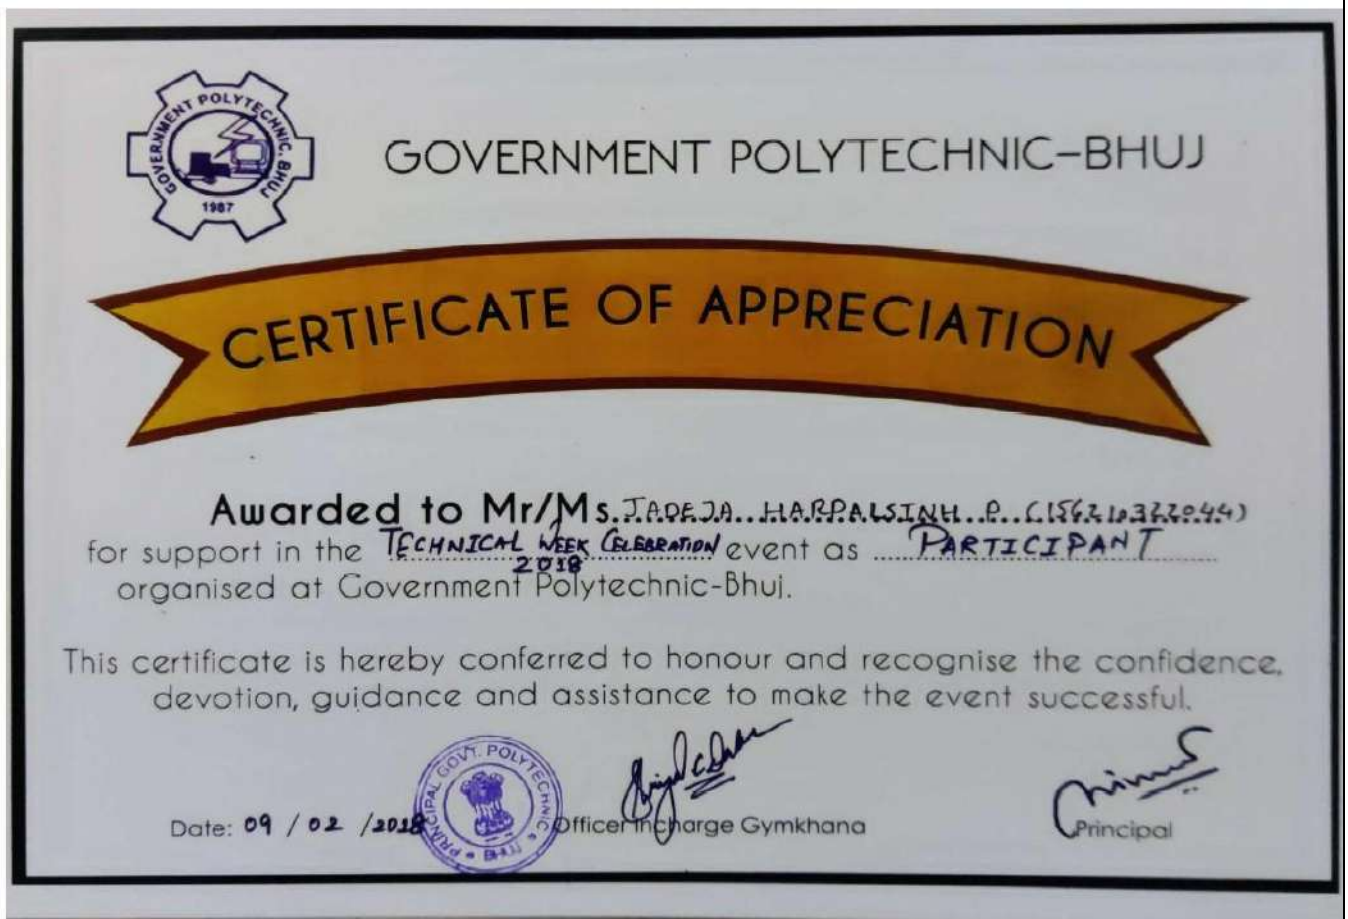 GOVERNMENT POLYTECHNIC, BHUJ
1987
GOVERNMENT POLYTECHNIC-BHUJ
CERTIFICATE OF APPRECIATION
Awarded to Mr/Ms. JADEJA HARPALSINH P. (156210322044)
for support in the TECHNICAL WEEK CELEBRATION 2018 event as PARTICIPANT
organised at Government Polytechnic-Bhuj.
This certificate is hereby conferred to honour and recognise the confidence,
devotion, guidance and assistance to make the event successful.
PRINCIPAL GOVT. POLYTECHNIC BHUJ
Date: 09 / 02 / 2018 Officer Incharge Gymkhana Principal